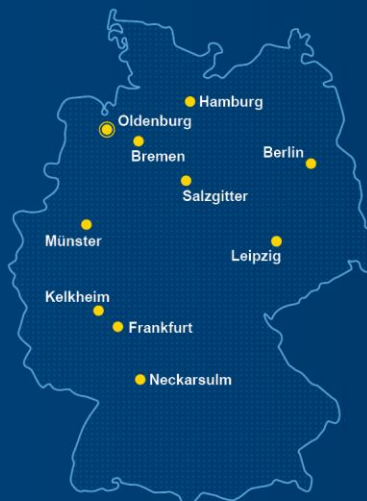 Hamburg
Oldenburg
Bremen
Berlin
Salzgitter
Münster
Leipzig
Kelkheim
Frankfurt
Neckarsulm